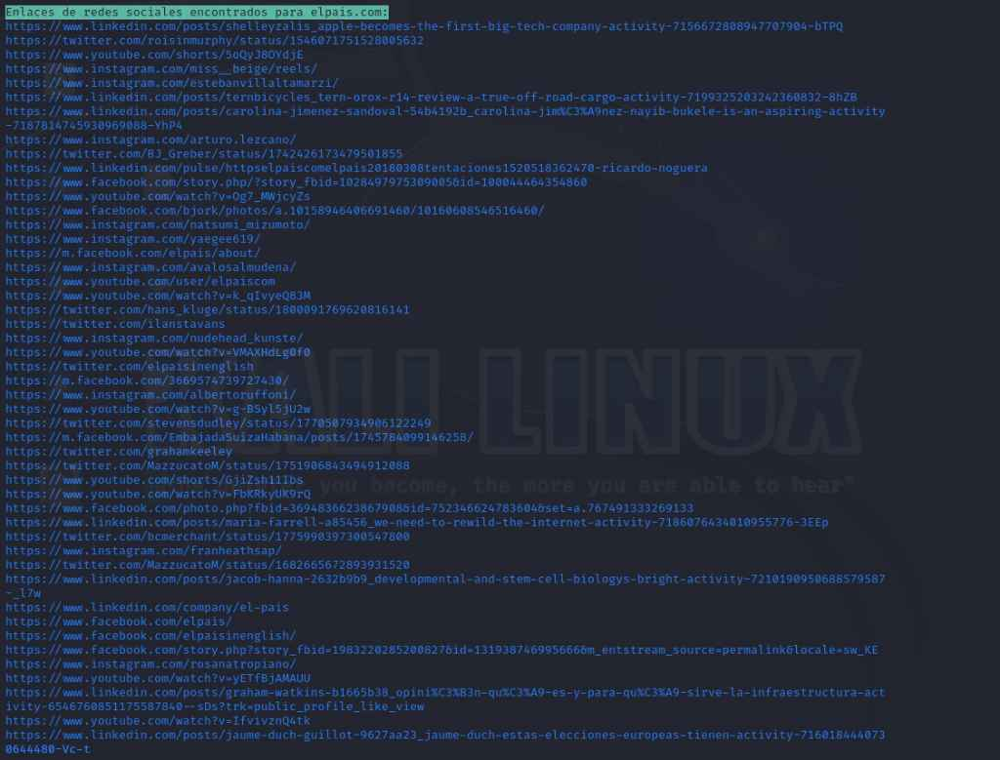 Enlaces de redes sociales encontrados para elpais.com:
https://www.linkedin.com/posts/shelleyzalis_apple-becomes-the-first-big-tech-company-activity-7156672808947707904-bTPQ
https://twitter.com/roisinmurphy/status/1546071751528005632
https://www.youtube.com/shorts/5oQyJ8OYdjE
https://www.instagram.com/miss__beige/reels/
https://www.instagram.com/estebanvillaltamarzi/
https://www.linkedin.com/posts/ternbicycles_tern-orox-r14-review-a-true-off-road-cargo-activity-7199325203242360832-8hZB
https://www.linkedin.com/posts/carolina-jimenez-sandoval-54b4192b_carolina-jim%C3%A9nez-nayib-bukele-is-an-aspiring-activity
-7187814745930969088-YhP4
https://www.instagram.com/arturo.lezcano/
https://twitter.com/BJ_Greber/status/1742426173479501855
https://www.linkedin.com/pulse/httpselpaiscomelpais20180308tentaciones1520518362470-ricardo-noguera
https://www.facebook.com/story.php/?story_fbid=1028497975309005&id=100044464354860
https://www.youtube.com/watch?v=Og7_MWjcyZs
https://www.facebook.com/bjork/photos/a.10158946406691460/10160608546516460/
https://www.instagram.com/natsumi_mizumoto/
https://www.instagram.com/yaegee619/
https://m.facebook.com/elpais/about/
https://www.instagram.com/avalosalmudena/
https://www.youtube.com/user/elpaiscom
https://www.youtube.com/watch?v=k_qIvyeQ83M
https://twitter.com/hans_kluge/status/1800091769620816141
https://twitter.com/ilanstavans
https://www.instagram.com/nudehead_kunste/
https://www.youtube.com/watch?v=VMAXHdLg0f0
https://twitter.com/elpaisinenglish
https://m.facebook.com/3669574739727430/
https://www.instagram.com/albertoruffoni/
https://www.youtube.com/watch?v=g-BSyl5jU2w
https://twitter.com/stevensdudley/status/1770507934906122249
https://m.facebook.com/EmbajadaSuizaHabana/posts/1745784099146258/
https://twitter.com/grahamkeeley
https://twitter.com/MazzucatoM/status/1751906843494912088
https://www.youtube.com/shorts/GjiZsh11Ibs
https://www.youtube.com/watch?v=FbKRkyUK9rQ
https://www.facebook.com/photo.php?fbid=369483662386790&id=752346624783604&set=a.767491333269133
https://www.linkedin.com/posts/maria-farrell-a85456_we-need-to-rewild-the-internet-activity-7186076434010955776-3EEp
https://twitter.com/bcmerchant/status/1775990397300547800
https://www.instagram.com/franheathsap/
https://twitter.com/MazzucatoM/status/1682665672893931520
https://www.linkedin.com/posts/jacob-hanna-2632b9b9_developmental-and-stem-cell-biologys-bright-activity-7210190950688579587
-_l7w
https://www.linkedin.com/company/el-pais
https://www.facebook.com/elpais/
https://www.facebook.com/elpaisinenglish/
https://www.facebook.com/story.php?story_fbid=1983220285200827&id=131938746995666&m_entstream_source=permalink&locale=sw_KE
https://www.instagram.com/rosanatropiano/
https://www.youtube.com/watch?v=yETfBjAMAUU
https://www.linkedin.com/posts/graham-watkins-b1665b38_opini%C3%B3n-qu%C3%A9-es-y-para-qu%C3%A9-sirve-la-infraestructura-act
ivity-6546760851175587840--sDs?trk=public_profile_like_view
https://www.youtube.com/watch?v=IfvivznQ4tk
https://www.linkedin.com/posts/jaume-duch-guillot-9627aa23_jaume-duch-estas-elecciones-europeas-tienen-activity-716018444073
0644480-Vc-t
KALI LINUX
you become, the more you are able to hear"